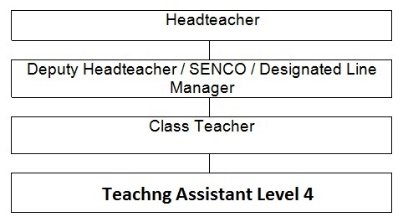 Headteacher
Deputy Headteacher / SENCO / Designated Line
Manager
Class Teacher
Teachng Assistant Level 4